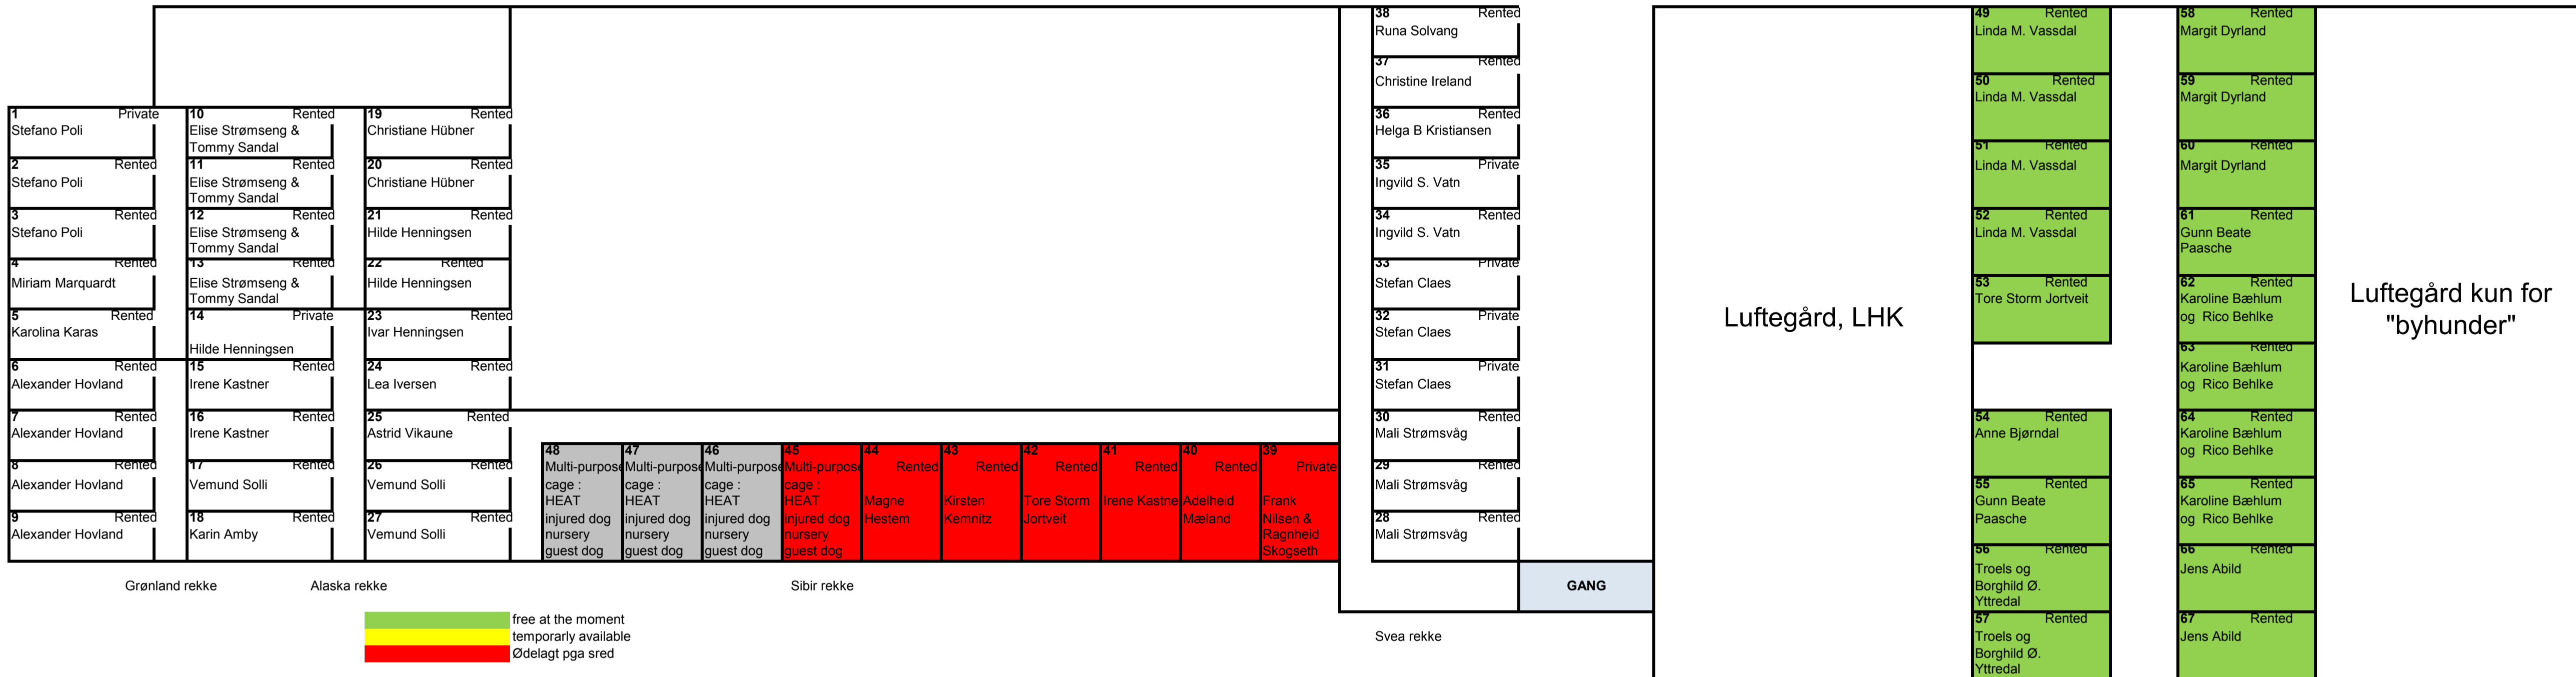 1 Private
Stefano Poli
2 Rented
Stefano Poli
3 Rented
Stefano Poli
4 Rented
Miriam Marquardt
5 Rented
Karolina Karas
6 Rented
Alexander Hovland
7 Rented
Alexander Hovland
8 Rented
Alexander Hovland
9 Rented
Alexander Hovland
10 Rented
Elise Strømseng &
Tommy Sandal
11 Rented
Elise Strømseng &
Tommy Sandal
12 Rented
Elise Strømseng &
Tommy Sandal
13 Rented
Elise Strømseng &
Tommy Sandal
14 Private
Hilde Henningsen
15 Rented
Irene Kastner
16 Rented
Irene Kastner
17 Rented
Vemund Solli
18 Rented
Karin Amby
19 Rented
Christiane Hübner
20 Rented
Christiane Hübner
21 Rented
Hilde Henningsen
22 Rented
Hilde Henningsen
23 Rented
Ivar Henningsen
24 Rented
Lea Iversen
25 Rented
Astrid Vikaune
26 Rented
Vemund Solli
27 Rented
Vemund Solli
Grønland rekke
Alaska rekke
48
Multi-purpose
cage :
HEAT
injured dog
nursery
guest dog
47
Multi-purpose
cage :
HEAT
injured dog
nursery
guest dog
46
Multi-purpose
cage :
HEAT
injured dog
nursery
guest dog
45
Multi-purpose
cage :
HEAT
injured dog
nursery
guest dog
44
Rented
Magne
Hestem
43
Rented
Kirsten
Kemnitz
42
Rented
Tore Storm
Jortveit
41
Rented
Irene Kastne
40
Rented
Adelheid
Mæland
39
Private
Frank
Nilsen &
Ragnheid
Skogseth
Sibir rekke
free at the moment
temporarly available
Ødelagt pga sred
38 Rented
Runa Solvang
37 Rented
Christine Ireland
36 Rented
Helga B Kristiansen
35 Private
Ingvild S. Vatn
34 Rented
Ingvild S. Vatn
33 Private
Stefan Claes
32 Private
Stefan Claes
31 Private
Stefan Claes
30 Rented
Mali Strømsvåg
29 Rented
Mali Strømsvåg
28 Rented
Mali Strømsvåg
Svea rekke
GANG
Luftegård, LHK
49 Rented
Linda M. Vassdal
50 Rented
Linda M. Vassdal
51 Rented
Linda M. Vassdal
52 Rented
Linda M. Vassdal
53 Rented
Tore Storm Jortveit
54 Rented
Anne Bjørndal
55 Rented
Gunn Beate
Paasche
56 Rented
Troels og
Borghild Ø.
Yttredal
57 Rented
Troels og
Borghild Ø.
Yttredal
58 Rented
Margit Dyrland
59 Rented
Margit Dyrland
60 Rented
Margit Dyrland
61 Rented
Gunn Beate
Paasche
62 Rented
Karoline Bæhlum
og Rico Behlke
63 Rented
Karoline Bæhlum
og Rico Behlke
64 Rented
Karoline Bæhlum
og Rico Behlke
65 Rented
Karoline Bæhlum
og Rico Behlke
66 Rented
Jens Abild
67 Rented
Jens Abild
Luftegård kun for
"byhunder"